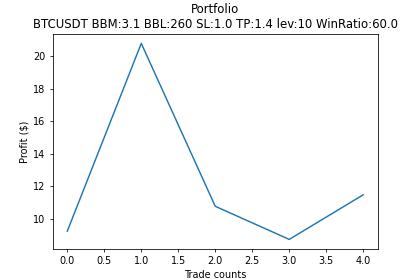 Portfolio
BTCUSDT BBM:3.1 BBL:260 SL:1.0 TP:1.4 lev:10 WinRatio:60.0
Profit ($)
20
18
16
14
12
10
0.0 0.5 1.0 1.5 2.0 2.5 3.0 3.5 4.0
Trade counts